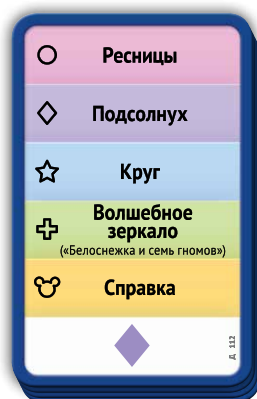 Ресницы
Подсолнух
Круг
Волшебное
зеркало
(«Белоснежка и семь гномов»)
Справка
Д 112